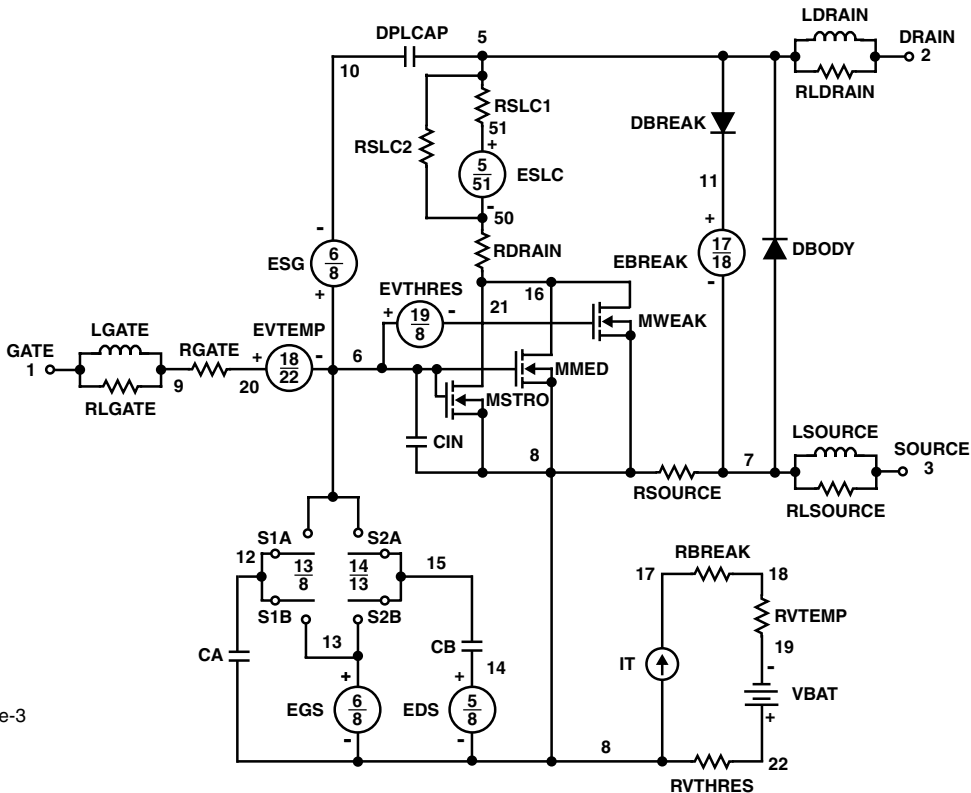 LDRAIN
DPLCAP 5 DRAIN
10 2
RSLC1 RLDRAIN
51 DBREAK
RSLC2 +
5
51
ESLC 11
-
50
- +
RDRAIN 17
18
EBREAK DBODY
6
8
ESG
+ EVTHRES 16 -
21
+ 19
8
- MWEAK
LGATE EVTEMP
GATE RGATE + 18
22
- 6
1 MMED
9 20
RLGATE MSTRO
CIN LSOURCE
8 7 SOURCE
3
RSOURCE
RLSOURCE
S1A S2A
12 13
8
14
13
15 RBREAK
17 18
S1B S2B RVTEMP
13 CB 19
CA 14 IT -
+ + VBAT
EGS 6
8
EDS 5
8
+
e-3
- - 8
22
RVTHRES